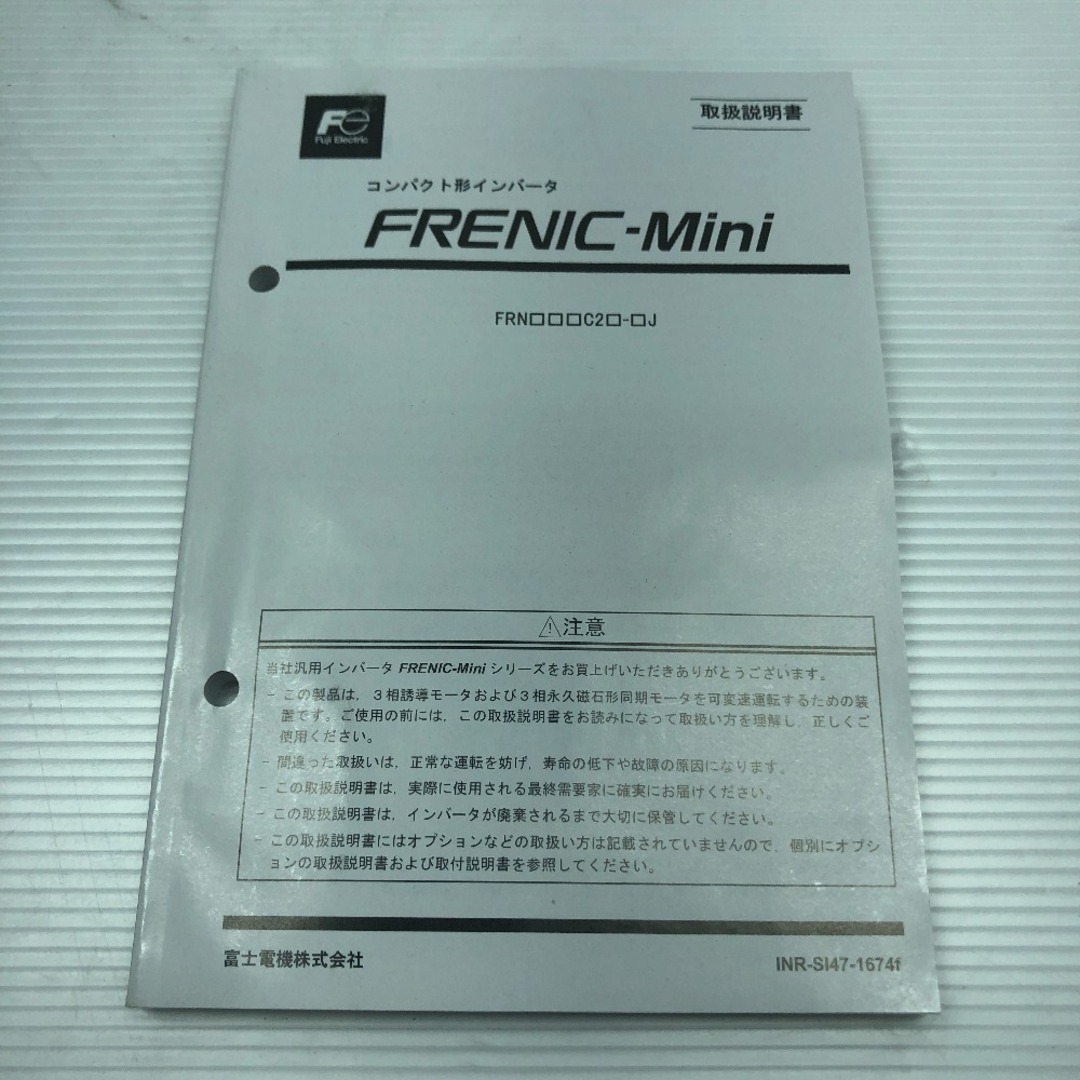 Fe
Fuji Electric
取扱説明書
コンパクト形インバータ
FRENIC-Mini
FRN□□□C2□-□J
⚠注意
当社汎用インバータ FRENIC-Mini シリーズをお買上げいただきありがとうございます。
- この製品は，３相誘導モータおよび３相永久磁石形同期モータを可変速運転するための装
置です。ご使用の前には，この取扱説明書をお読みになって取扱い方を理解し，正しくご
使用ください。
- 間違った取扱いは，正常な運転を妨げ，寿命の低下や故障の原因になります。
- この取扱説明書は，実際に使用される最終需要家に確実にお届けください。
- この取扱説明書は，インバータが廃棄されるまで大切に保管してください。
- この取扱説明書にはオプションなどの取扱い方は記載されていませんので，個別にオプシ
ョンの取扱説明書および取付説明書を参照してください。
富士電機株式会社
INR-SI47-1674f